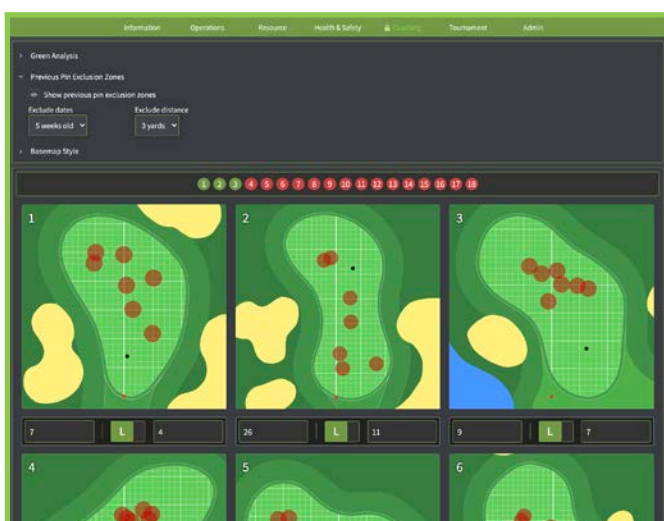 Information Operations Resource Health & Safety Coaching Tournament Admin
Green Analysis
Previous Pin Exclusion Zones
Show previous pin exclusion zones
Exclude dates Exclude distance
5 weeks old 3 yards
Basemap Style
1 2 3 4 5 6 7 8 9 10 11 12 13 14 15 16 17 18
1 2 3
7 L 4 26 L 11 9 L 7
4 5 6